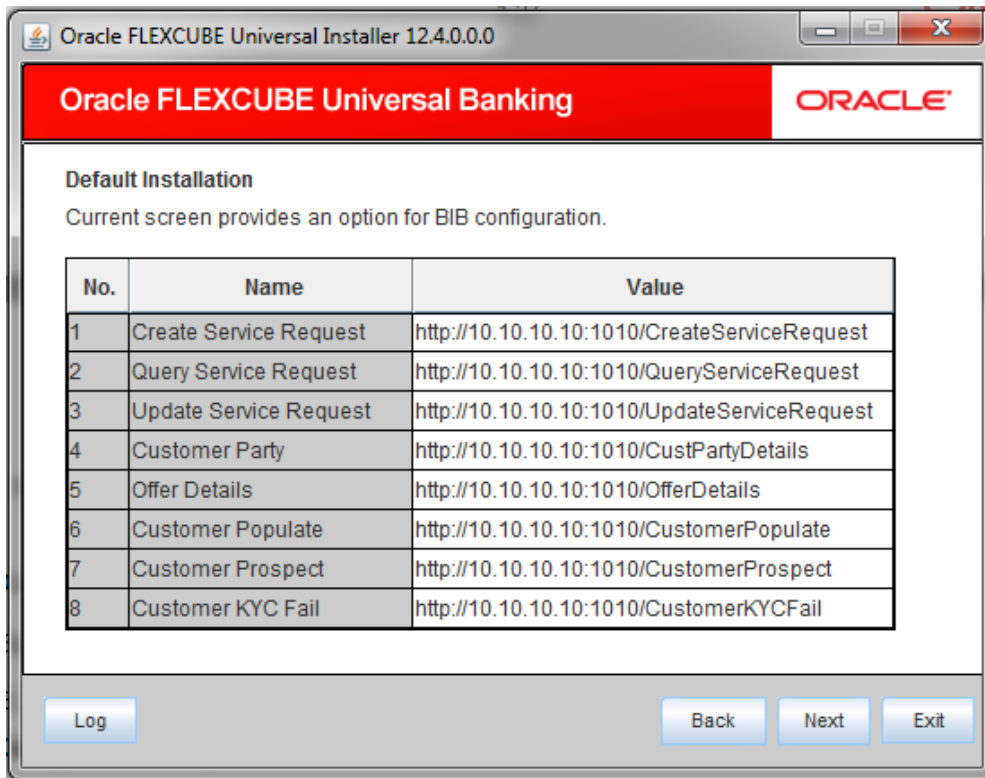 Oracle FLEXCUBE Universal Installer 12.4.0.0.0
Oracle FLEXCUBE Universal Banking
ORACLE
Default Installation
Current screen provides an option for BIB configuration.
No. Name Value
1 Create Service Request http://10.10.10.10:1010/CreateServiceRequest
2 Query Service Request http://10.10.10.10:1010/QueryServiceRequest
3 Update Service Request http://10.10.10.10:1010/UpdateServiceRequest
4 Customer Party http://10.10.10.10:1010/CustPartyDetails
5 Offer Details http://10.10.10.10:1010/OfferDetails
6 Customer Populate http://10.10.10.10:1010/CustomerPopulate
7 Customer Prospect http://10.10.10.10:1010/CustomerProspect
8 Customer KYC Fail http://10.10.10.10:1010/CustomerKYCFail
Log Back Next Exit